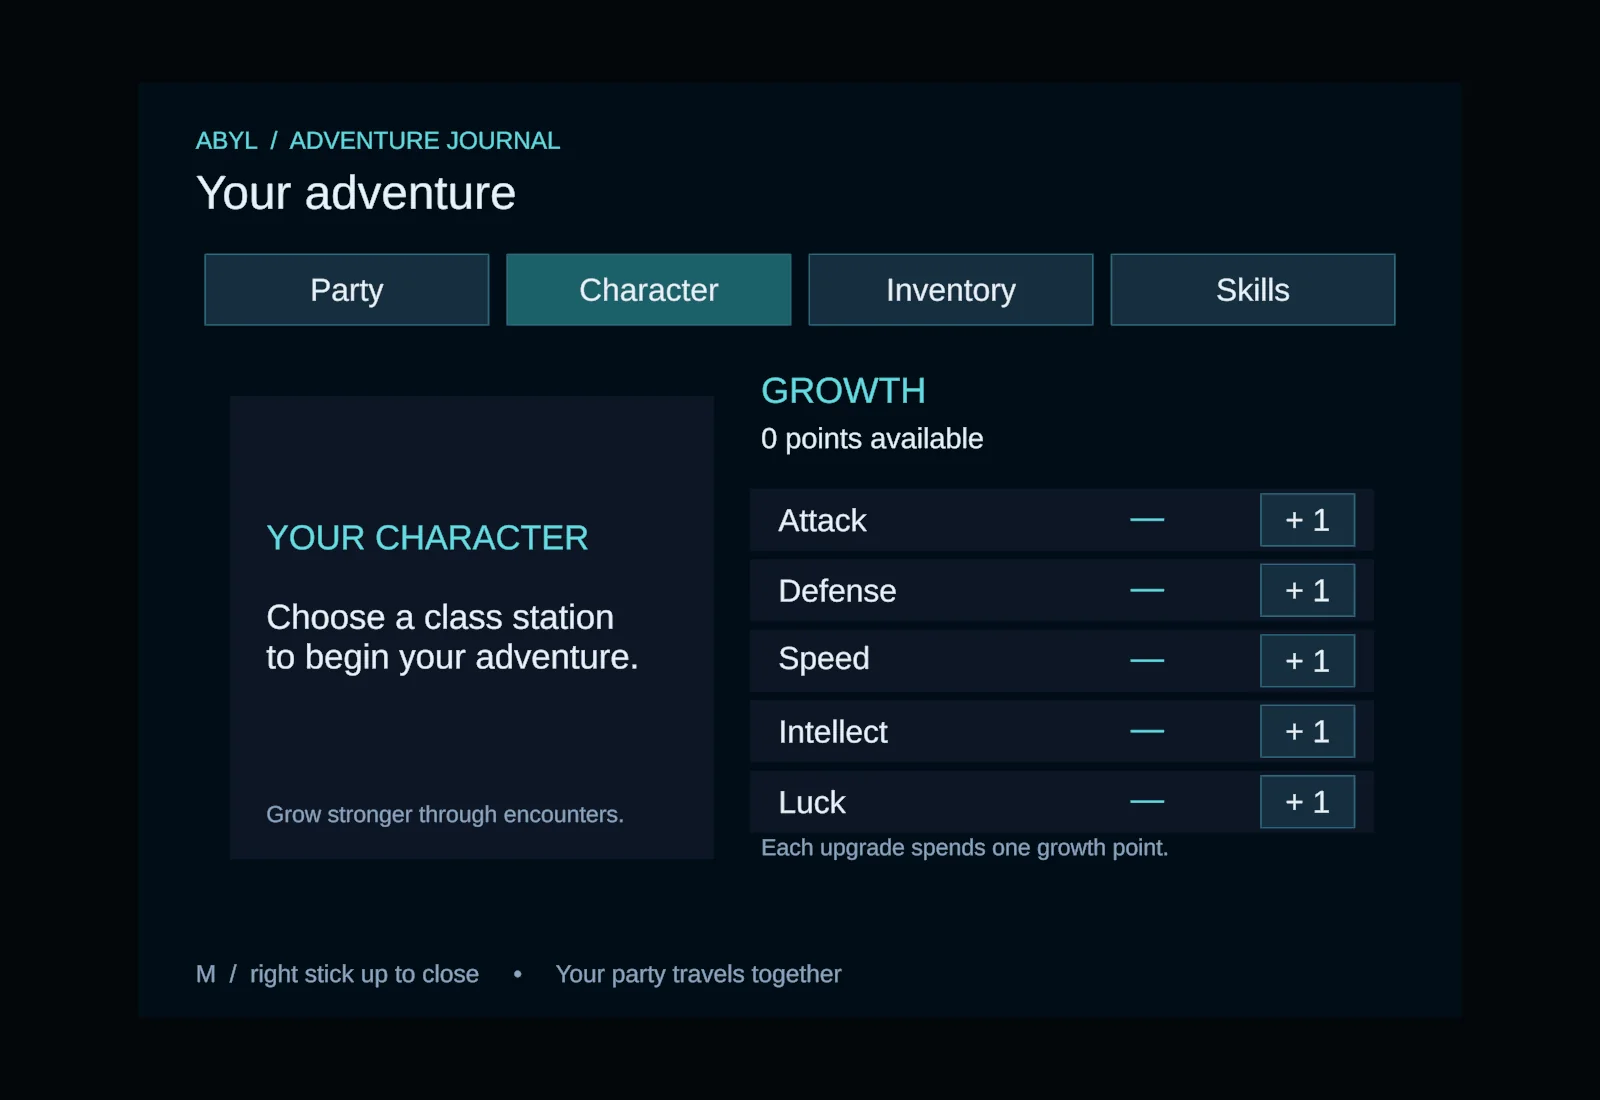 ABYL / ADVENTURE JOURNAL
Your adventure
Party
Character
Inventory
Skills
YOUR CHARACTER
Choose a class station
to begin your adventure.
Grow stronger through encounters.
GROWTH
0 points available
Attack — + 1
Defense — + 1
Speed — + 1
Intellect — + 1
Luck — + 1
Each upgrade spends one growth point.
M / right stick up to close • Your party travels together